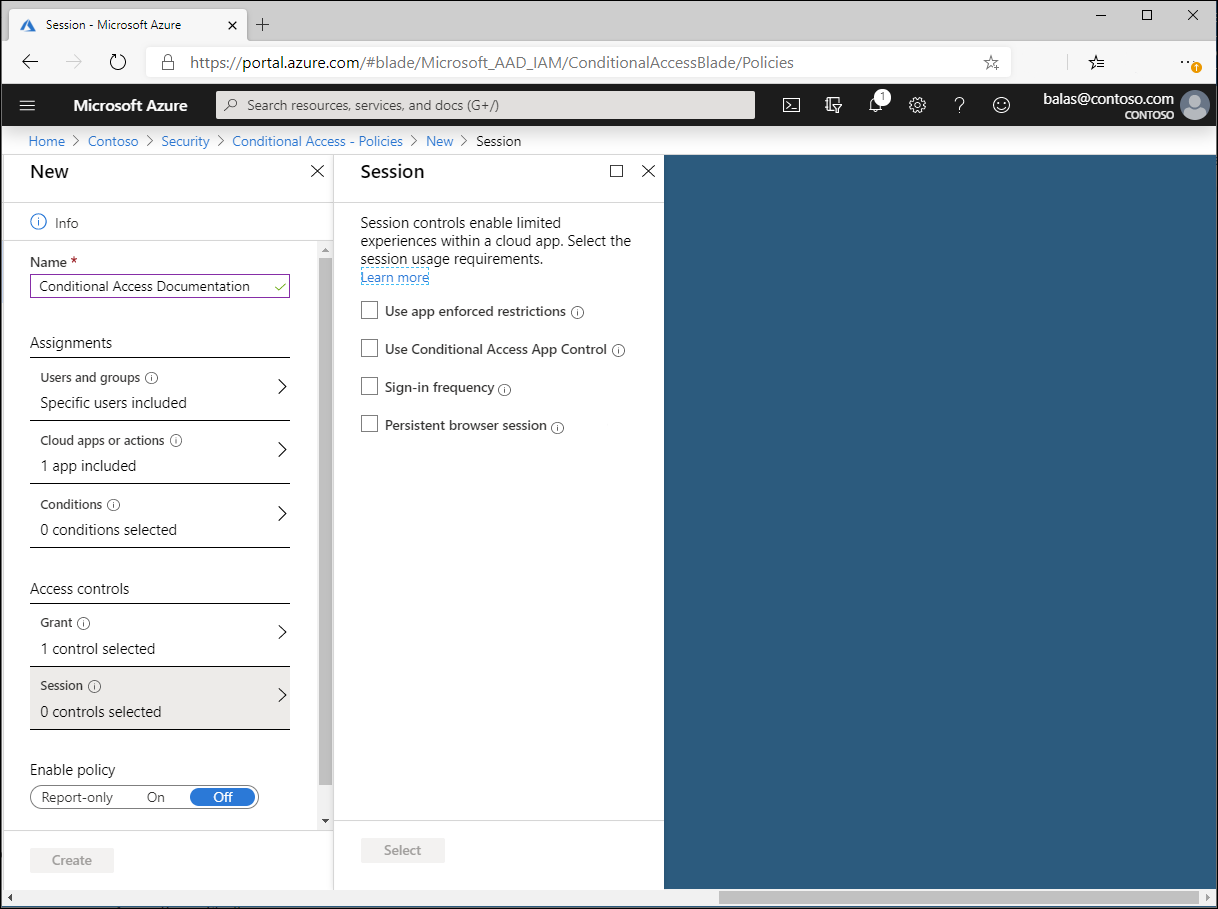 Session - Microsoft Azure
https://portal.azure.com/#blade/Microsoft_AAD_IAM/ConditionalAccessBlade/Policies
Microsoft Azure
Search resources, services, and docs (G+/)
1
balas@contoso.com
CONTOSO
Home > Contoso > Security > Conditional Access - Policies > New > Session
New
Info
Name *
Conditional Access Documentation
Assignments
Users and groups
Specific users included
Cloud apps or actions
1 app included
Conditions
0 conditions selected
Access controls
Grant
1 control selected
Session
0 controls selected
Enable policy
Report-only On Off
Create
Session
Session controls enable limited
experiences within a cloud app. Select the
session usage requirements.
Learn more
Use app enforced restrictions
Use Conditional Access App Control
Sign-in frequency
Persistent browser session
Select